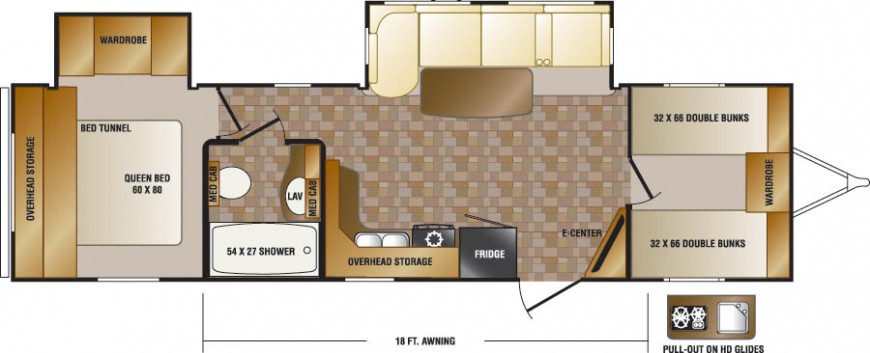 WARDROBE
BED TUNNEL
OVERHEAD STORAGE
QUEEN BED
60 X 80
MED CAB
LAV
MED CAB
54 X 27 SHOWER
OVERHEAD STORAGE
FRIDGE
E-CENTER
32 X 66 DOUBLE BUNKS
WARDROBE
32 X 66 DOUBLE BUNKS
18 FT. AWNING
PULL-OUT ON HD GLIDES